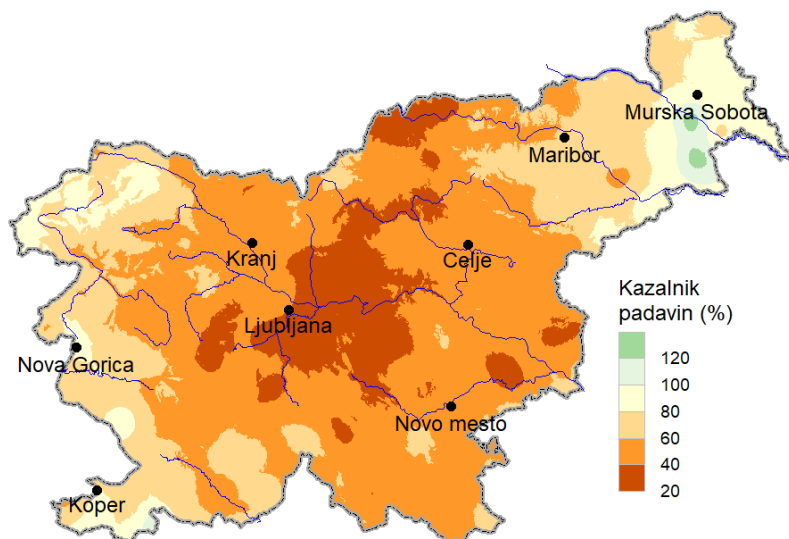 Murska Sobota
Maribor
Kranj
Celje
Ljubljana
Nova Gorica
Novo mesto
Koper
Kazalnik
padavin (%)
120
100
80
60
40
20